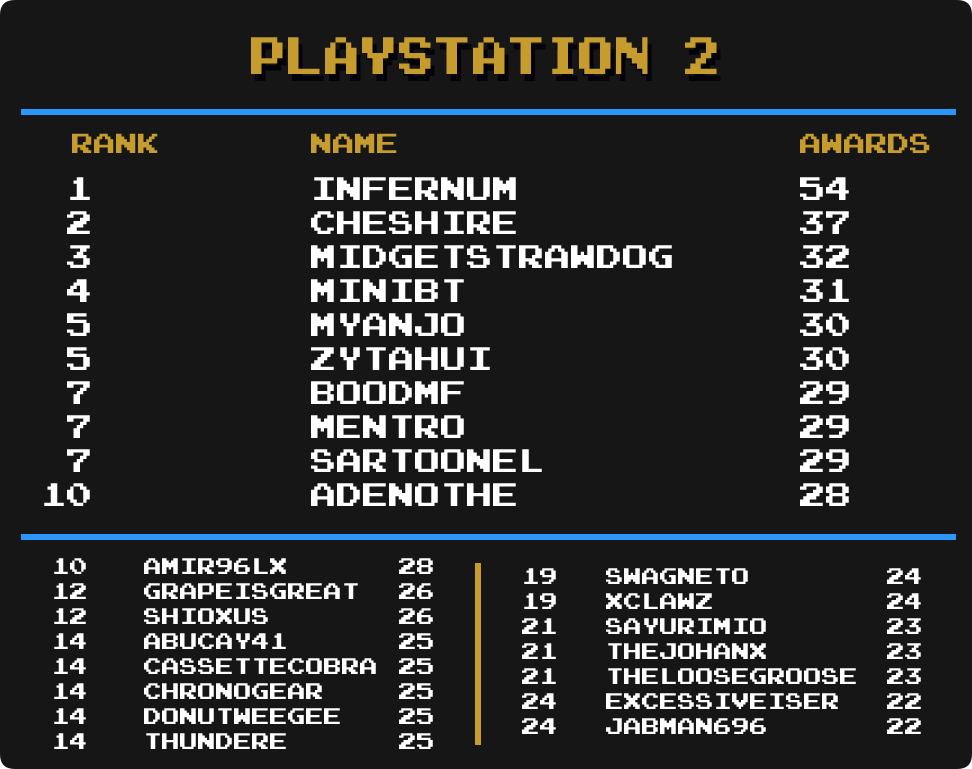 PLAYSTATION 2
RANK NAME AWARDS
1 INFERNUM 54
2 CHESHIRE 37
3 MIDGETSTRAWDOG 32
4 MINIBT 31
5 MYANJO 30
5 ZYTAHUI 30
7 BOODMF 29
7 MENTRO 29
7 SARTOONEL 29
10 ADENOTHE 28
10 AMIR96LX 28
12 GRAPEISGREAT 26
12 SHIOXUS 26
14 ABUCAY41 25
14 CASSETTECOBRA 25
14 CHRONOGEAR 25
14 DONUTWEEGEE 25
14 THUNDERE 25
19 SWAGNETO 24
19 XCLAWZ 24
21 SAYURIMIO 23
21 THEJOHANX 23
21 THELOOSEGROOSE 23
24 EXCESSIVEISER 22
24 JABMAN696 22